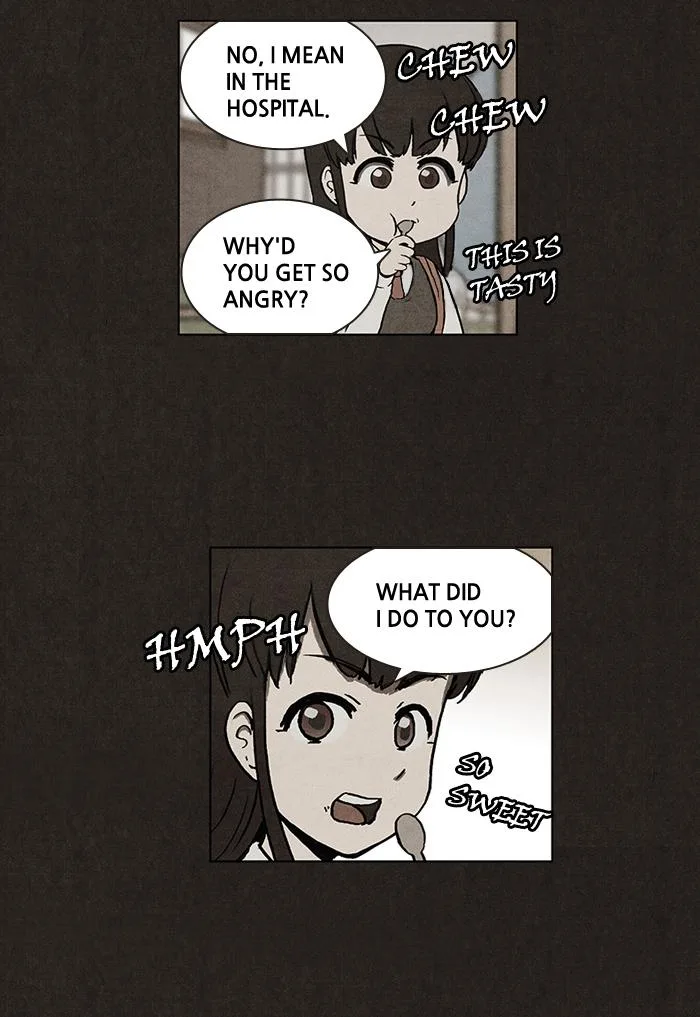 NO, I MEAN
IN THE
HOSPITAL.
CHEW
CHEW
WHY'D
YOU GET SO
ANGRY?
THIS IS
TASTY
WHAT DID
I DO TO YOU?
HMPH
SO
SWEET